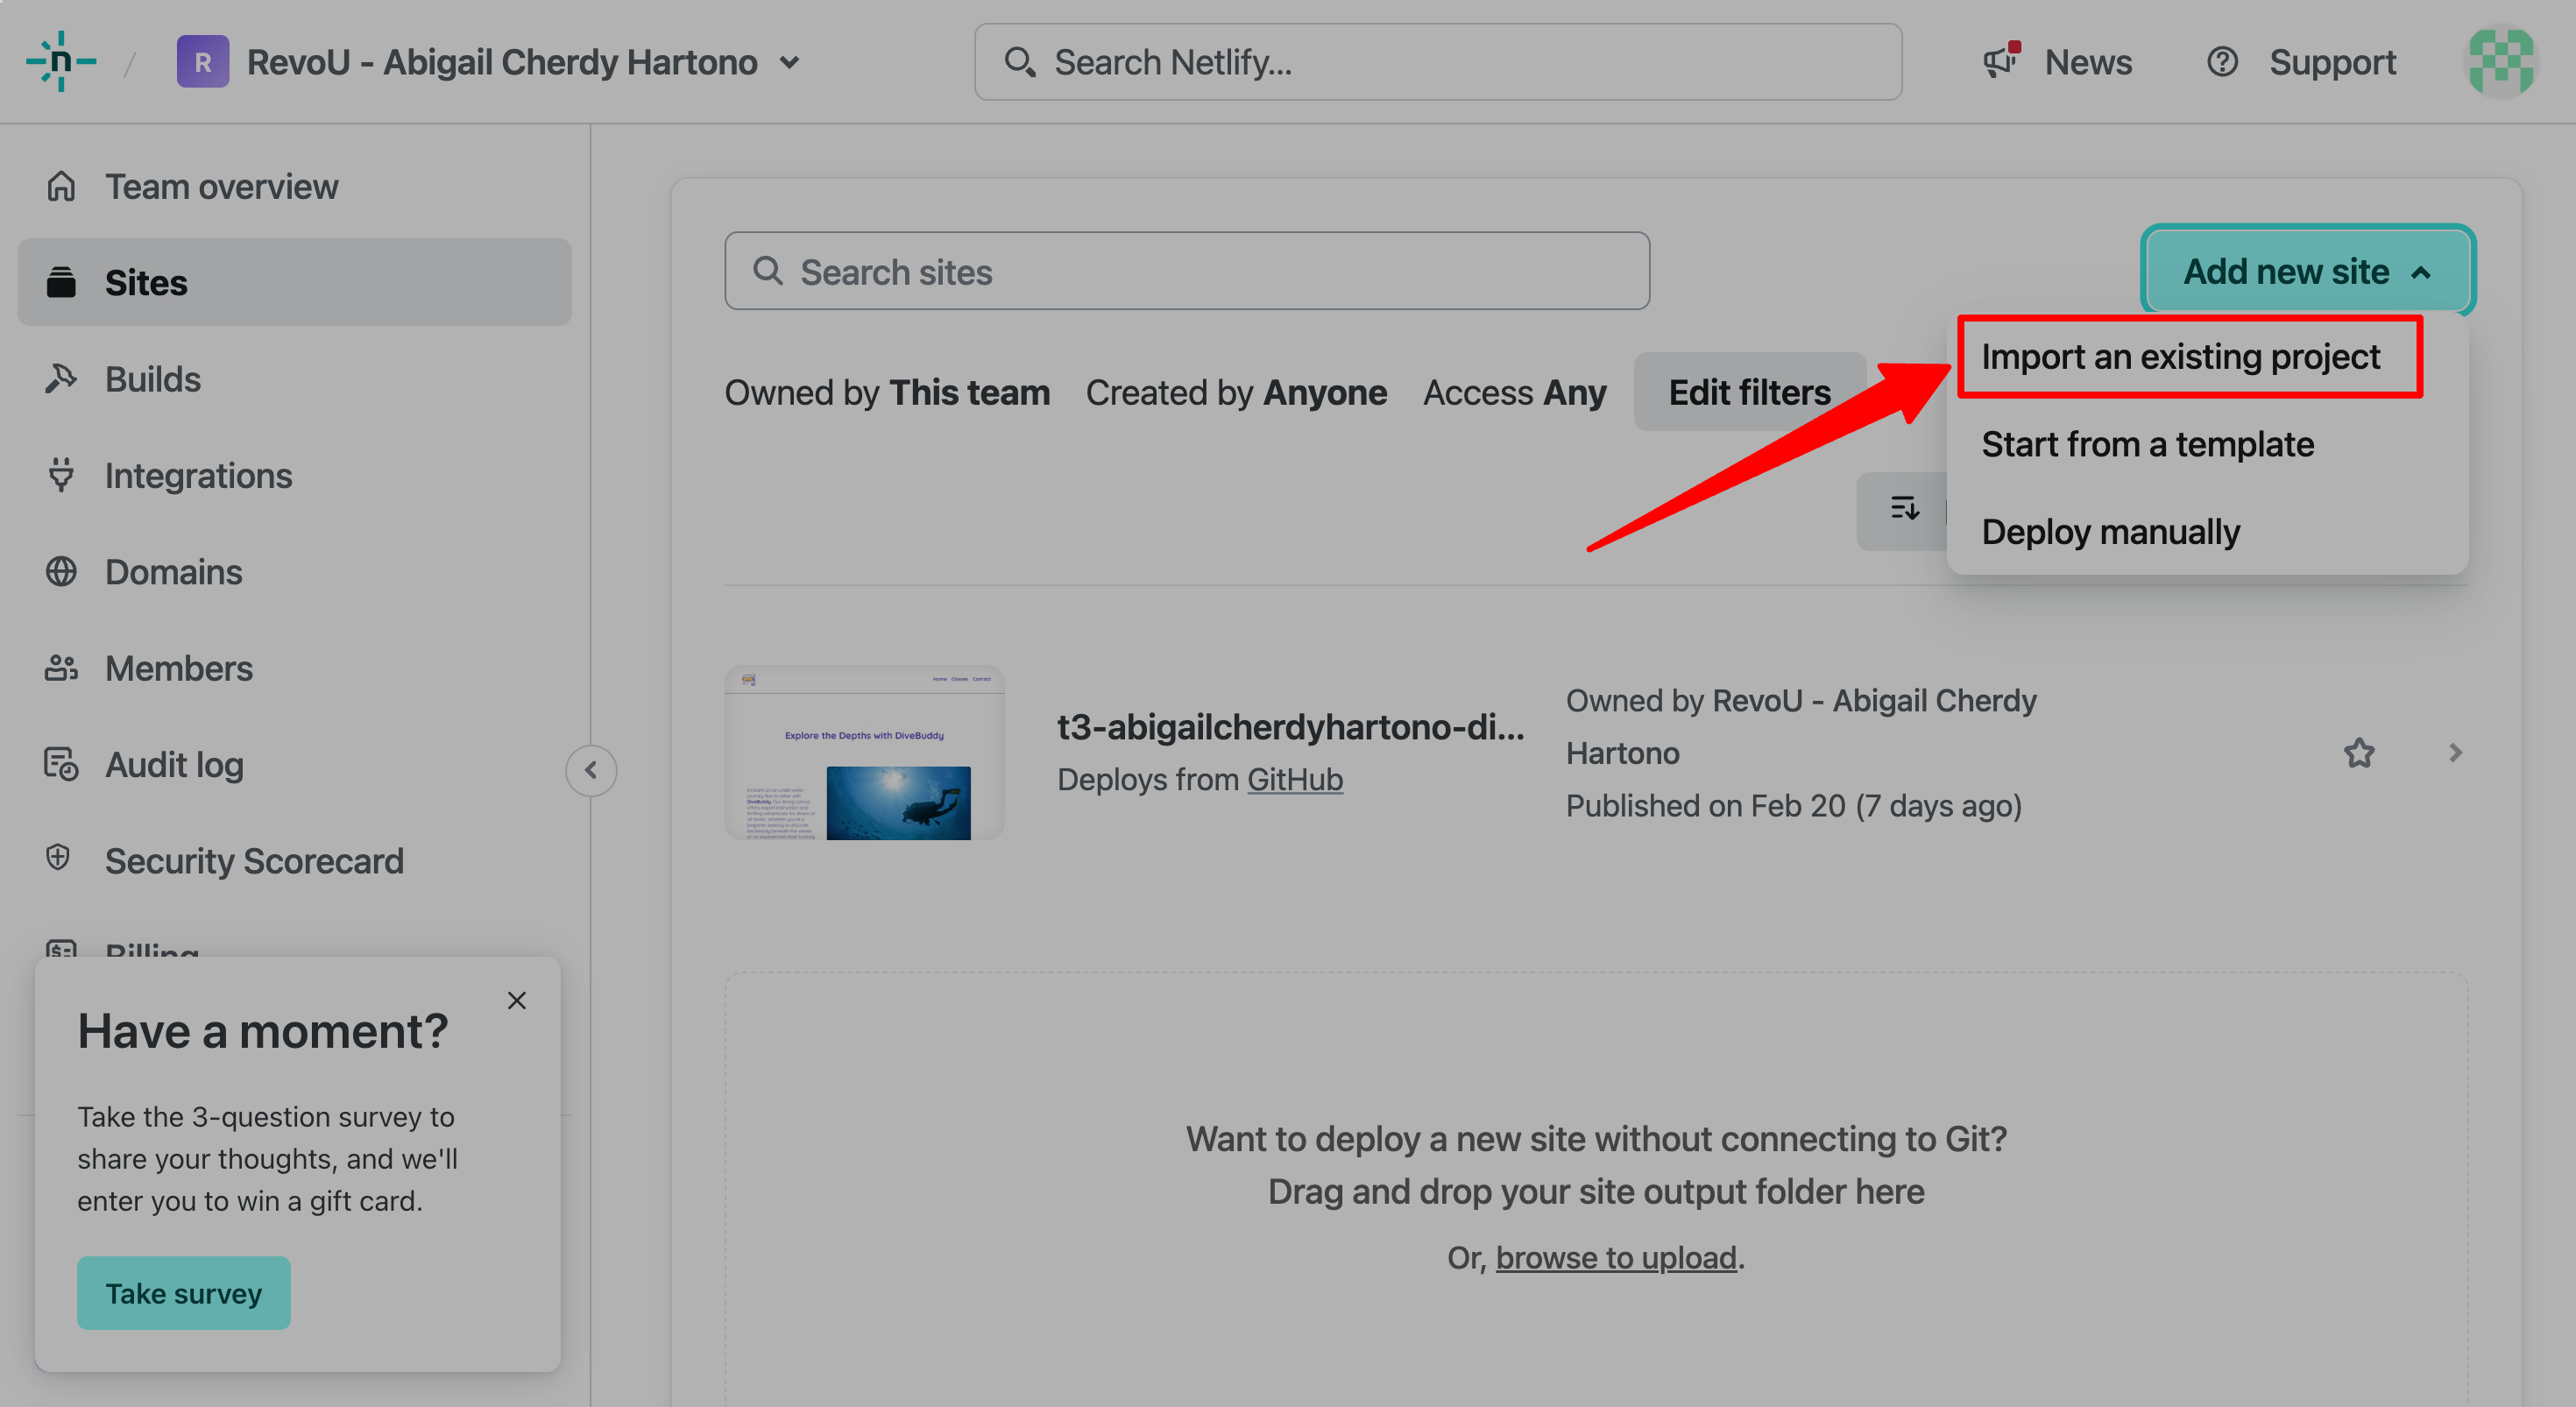 n / R RevoU - Abigail Cherdy Hartono
Search Netlify...
News
Support
Team overview
Sites
Builds
Integrations
Domains
Members
Audit log
Security Scorecard
Billing
Have a moment?
Take the 3-question survey to
share your thoughts, and we'll
enter you to win a gift card.
Take survey
Search sites
Add new site
Import an existing project
Start from a template
Deploy manually
Owned by This team Created by Anyone Access Any Edit filters
Home Classes Contact
Explore the Depths with DiveBuddy
t3-abigailcherdyhartono-di...
Deploys from GitHub
Owned by RevoU - Abigail Cherdy
Hartono
Published on Feb 20 (7 days ago)
Want to deploy a new site without connecting to Git?
Drag and drop your site output folder here
Or, browse to upload.